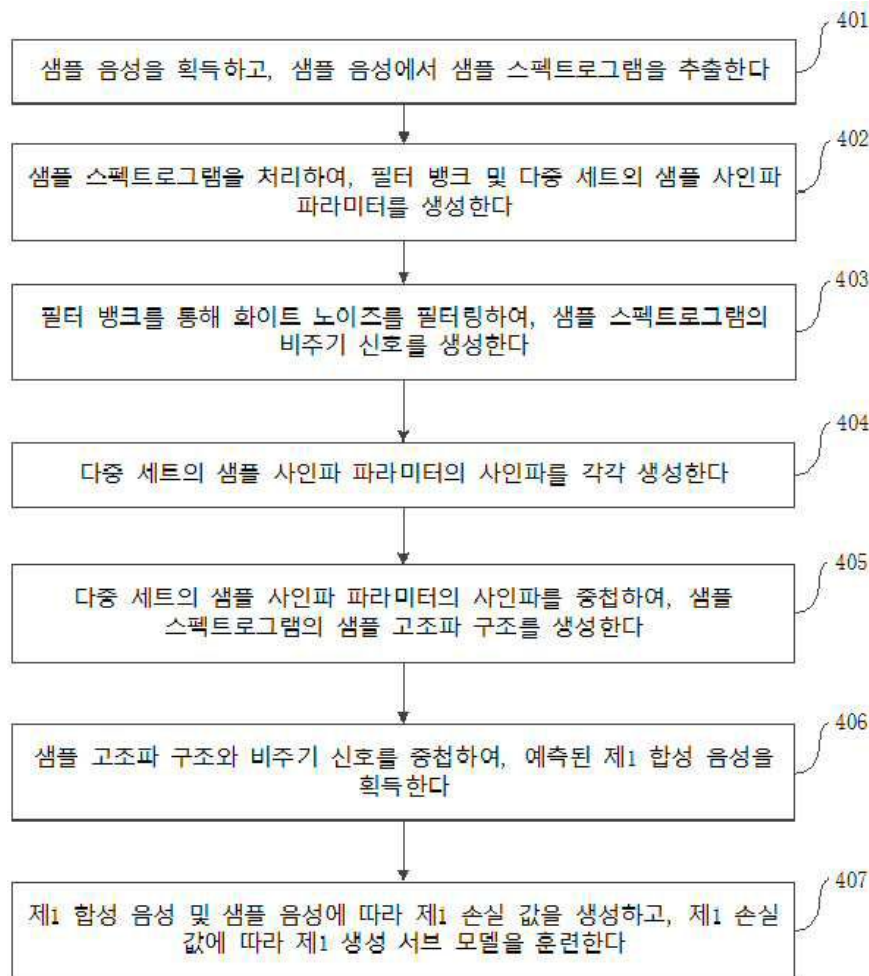 401
샘플 음성을 획득하고, 샘플 음성에서 샘플 스펙트로그램을 추출한다
402
샘플 스펙트로그램을 처리하여, 필터 뱅크 및 다중 세트의 샘플 사인파
파라미터를 생성한다
403
필터 뱅크를 통해 화이트 노이즈를 필터링하여, 샘플 스펙트로그램의
비주기 신호를 생성한다
404
다중 세트의 샘플 사인파 파라미터의 사인파를 각각 생성한다
405
다중 세트의 샘플 사인파 파라미터의 사인파를 중첩하여, 샘플
스펙트로그램의 샘플 고조파 구조를 생성한다
406
샘플 고조파 구조와 비주기 신호를 중첩하여, 예측된 제1 합성 음성을
획득한다
407
제1 합성 음성 및 샘플 음성에 따라 제1 손실 값을 생성하고, 제1 손실
값에 따라 제1 생성 서브 모델을 훈련한다